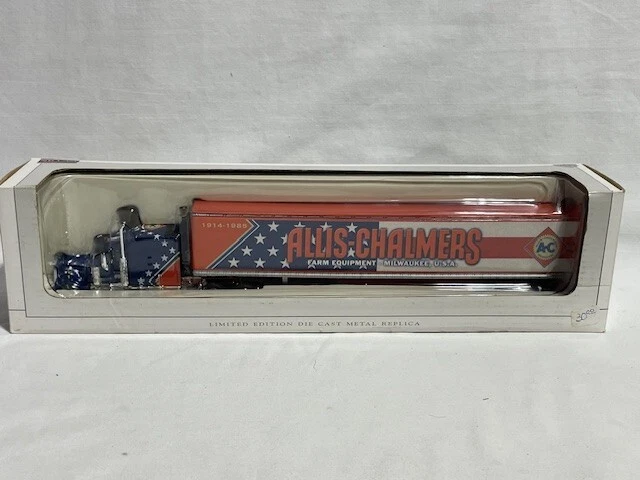 1914-1985
ALLIS-CHALMERS
FARM EQUIPMENT MILWAUKEE, U.S.A.
A-C
LIMITED EDITION DIE CAST METAL REPLICA